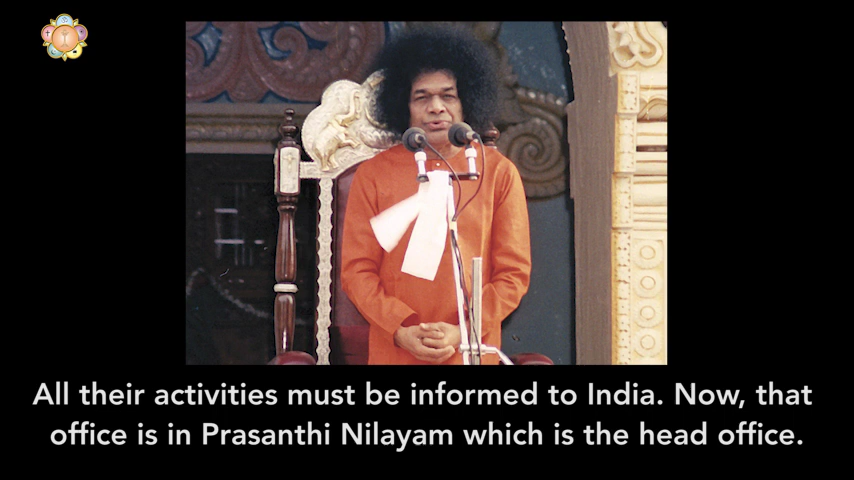 All their activities must be informed to India. Now, that
office is in Prasanthi Nilayam which is the head office.